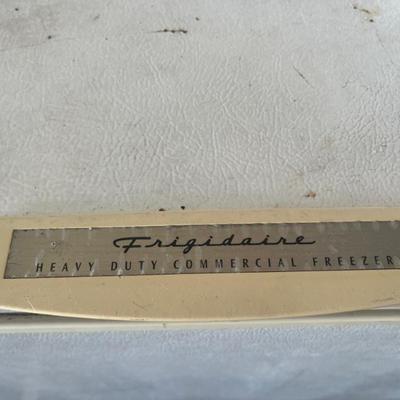 Frigidaire
HEAVY DUTY COMMERCIAL FREEZER